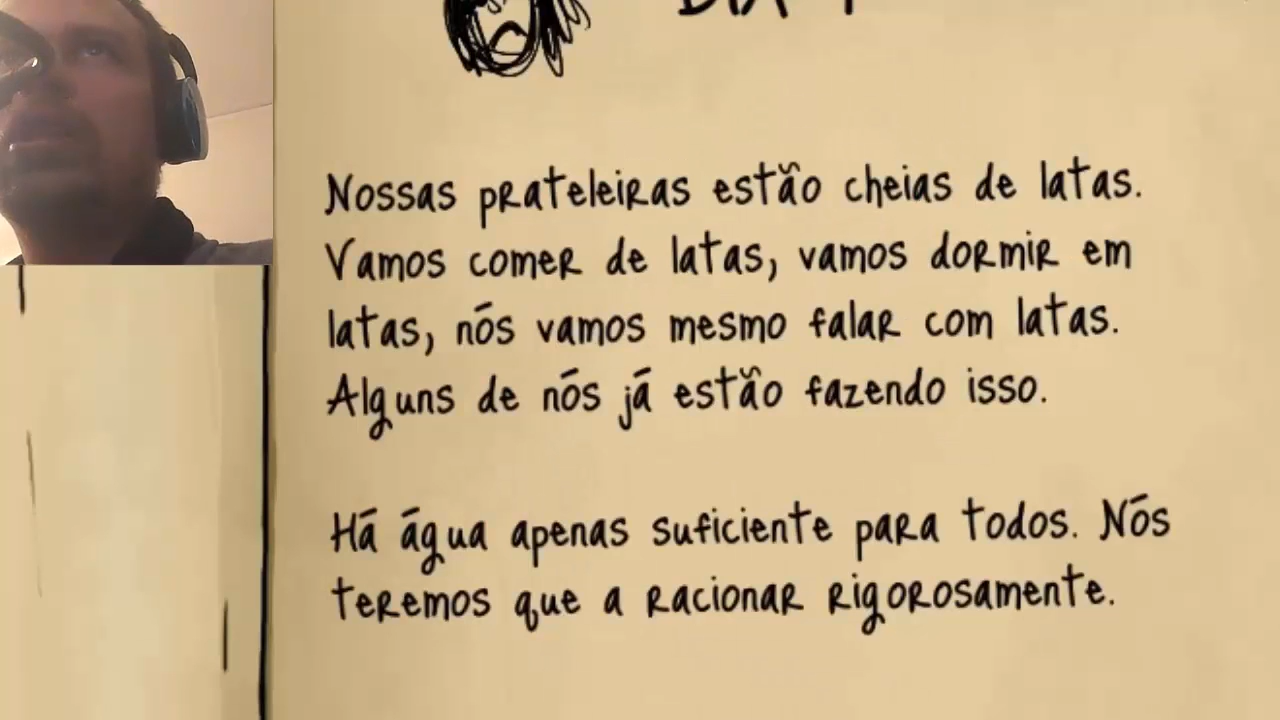 Nossas prateleiras estão cheias de latas.
Vamos comer de latas, vamos dormir em
latas, nós vamos mesmo falar com latas.
Alguns de nós já estão fazendo isso.
Há água apenas suficiente para todos. Nós
teremos que a racionar rigorosamente.